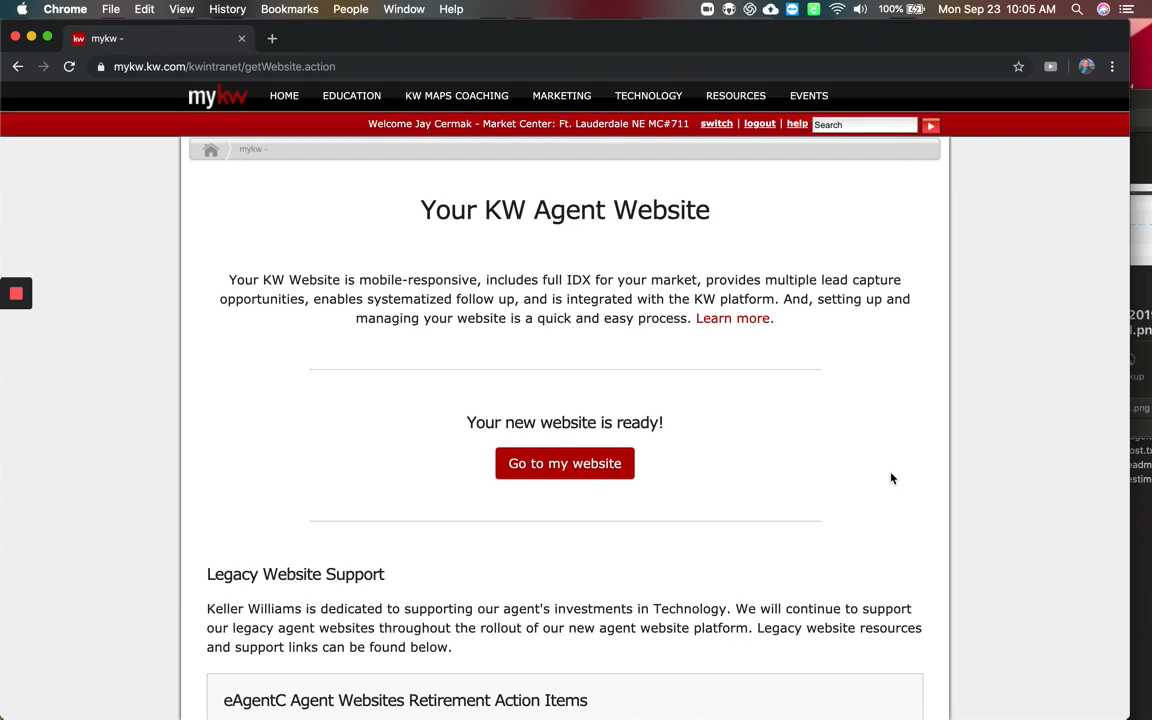 Chrome File Edit View History Bookmarks People Window Help 100% Mon Sep 23 10:05 AM
kw mykw -
mykw.kw.com/kwintranet/getWebsite.action
mykw HOME EDUCATION KW MAPS COACHING MARKETING TECHNOLOGY RESOURCES EVENTS
Welcome Jay Cermak - Market Center: Ft. Lauderdale NE MC#711 switch | logout | help Search
mykw -
Your KW Agent Website
Your KW Website is mobile-responsive, includes full IDX for your market, provides multiple lead capture
opportunities, enables systematized follow up, and is integrated with the KW platform. And, setting up and
managing your website is a quick and easy process. Learn more.
Your new website is ready!
Go to my website
Legacy Website Support
Keller Williams is dedicated to supporting our agent's investments in Technology. We will continue to support
our legacy agent websites throughout the rollout of our new agent website platform. Legacy website resources
and support links can be found below.
eAgentC Agent Websites Retirement Action Items